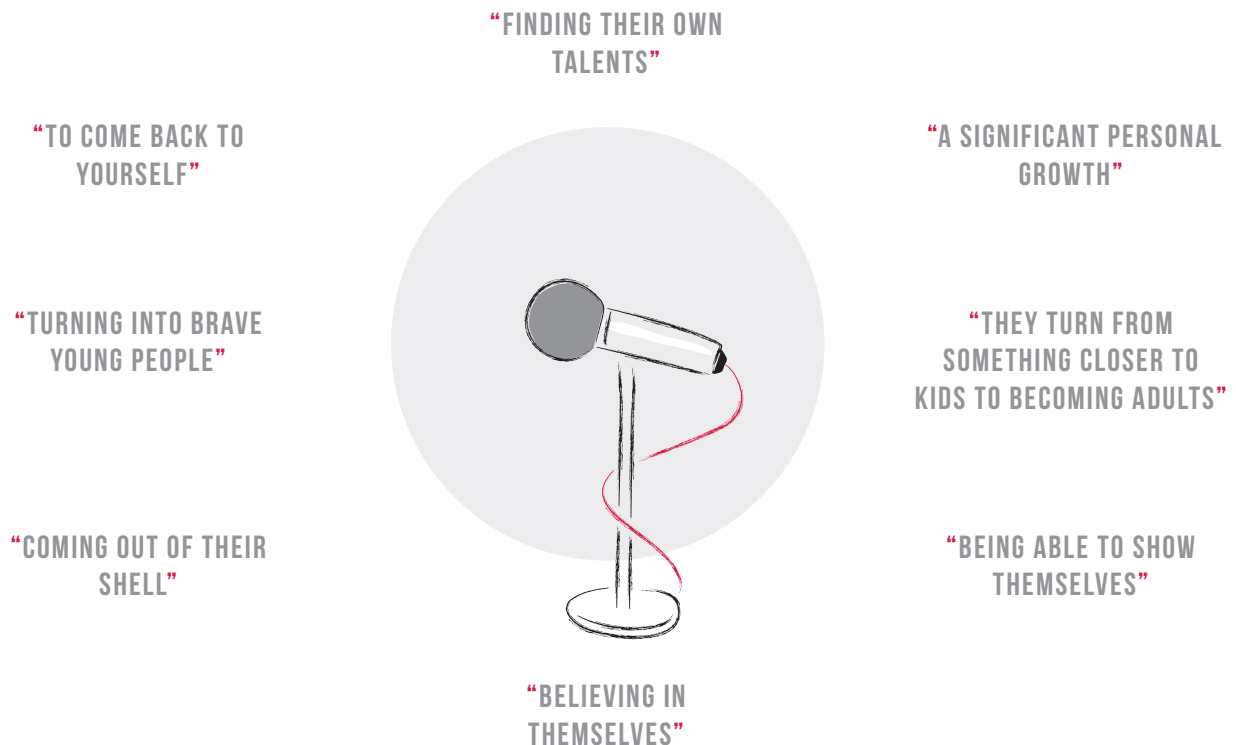 “FINDING THEIR OWN
TALENTS”
“TO COME BACK TO
YOURSELF”
“A SIGNIFICANT PERSONAL
GROWTH”
“TURNING INTO BRAVE
YOUNG PEOPLE”
“THEY TURN FROM
SOMETHING CLOSER TO
KIDS TO BECOMING ADULTS”
“COMING OUT OF THEIR
SHELL”
“BEING ABLE TO SHOW
THEMSELVES”
“BELIEVING IN
THEMSELVES”